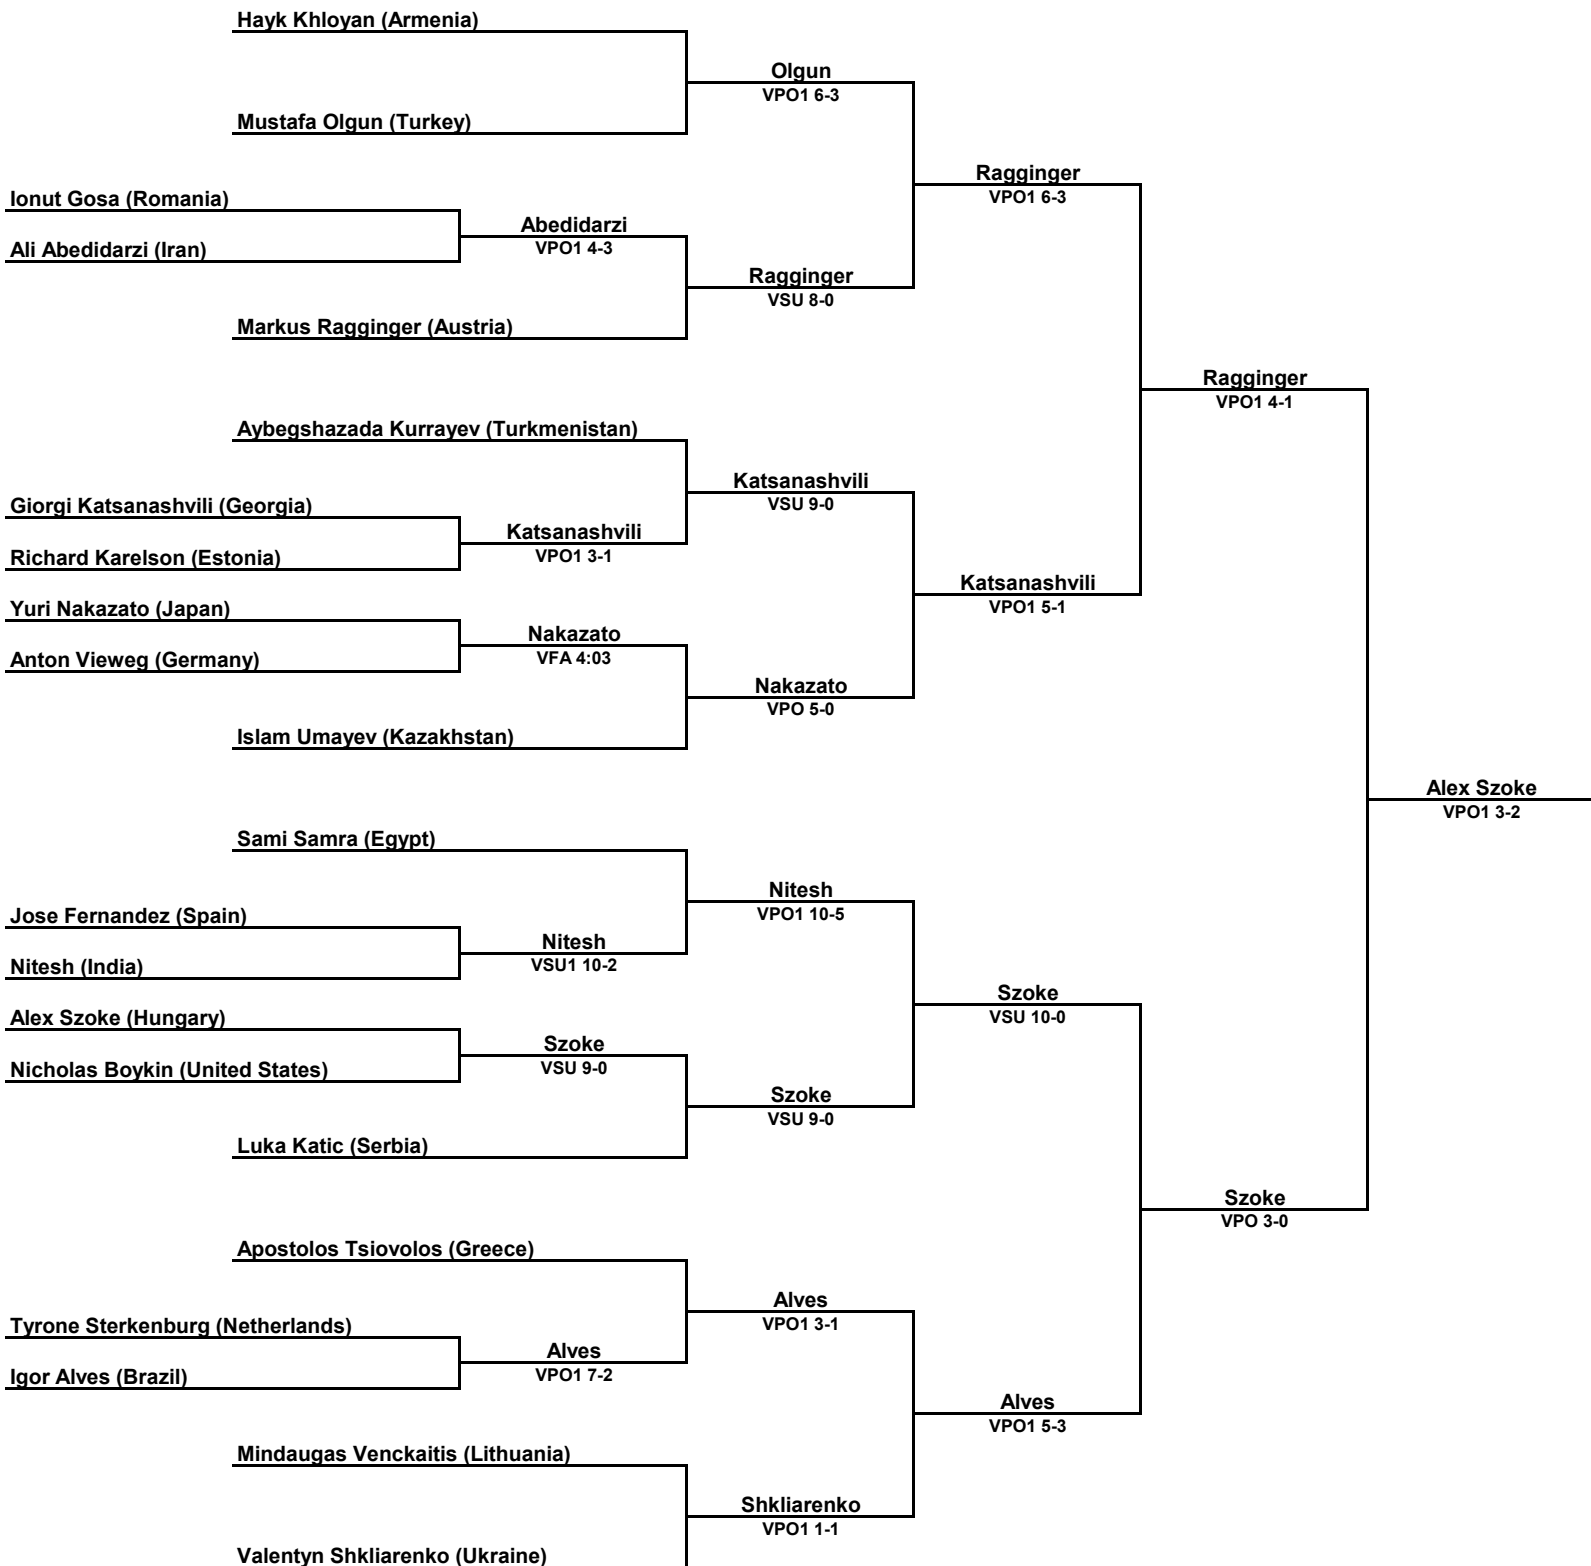 Hayk Khloyan (Armenia)
Olgun
VPO1 6-3
Mustafa Olgun (Turkey)
Ragginger
VPO1 6-3
Ionut Gosa (Romania)
Abedidarzi
VPO1 4-3
Ali Abedidarzi (Iran)
Ragginger
VSU 8-0
Markus Ragginger (Austria)
Ragginger
VPO1 4-1
Aybegshazada Kurrayev (Turkmenistan)
Katsanashvili
VSU 9-0
Giorgi Katsanashvili (Georgia)
Katsanashvili
VPO1 3-1
Richard Karelson (Estonia)
Katsanashvili
VPO1 5-1
Yuri Nakazato (Japan)
Nakazato
VFA 4:03
Anton Vieweg (Germany)
Nakazato
VPO 5-0
Islam Umayev (Kazakhstan)
Alex Szoke
VPO1 3-2
Sami Samra (Egypt)
Nitesh
VPO1 10-5
Jose Fernandez (Spain)
Nitesh
VSU1 10-2
Nitesh (India)
Szoke
VSU 10-0
Alex Szoke (Hungary)
Szoke
VSU 9-0
Nicholas Boykin (United States)
Szoke
VSU 9-0
Luka Katic (Serbia)
Szoke
VPO 3-0
Apostolos Tsiovolos (Greece)
Alves
VPO1 3-1
Tyrone Sterkenburg (Netherlands)
Alves
VPO1 7-2
Igor Alves (Brazil)
Alves
VPO1 5-3
Mindaugas Venckaitis (Lithuania)
Shkliarenko
VPO1 1-1
Valentyn Shkliarenko (Ukraine)